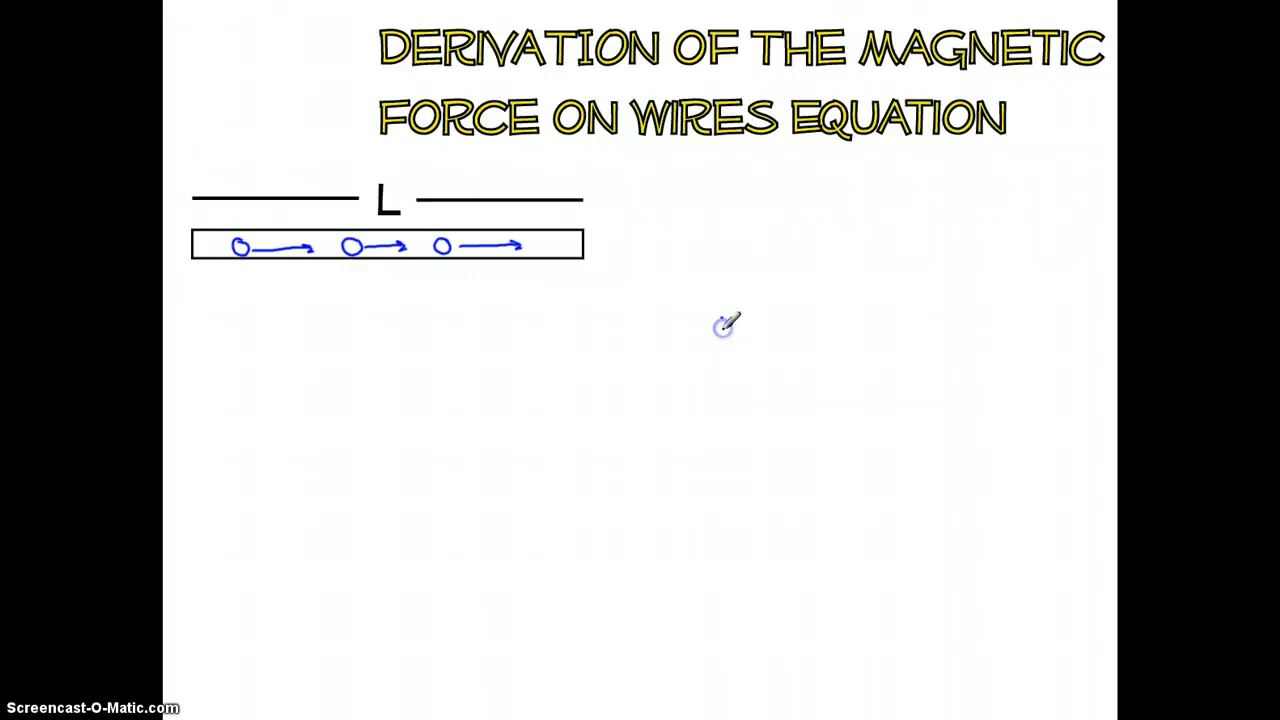 DERIVATION OF THE MAGNETIC
FORCE ON WIRES EQUATION
L
Screencast-O-Matic.com